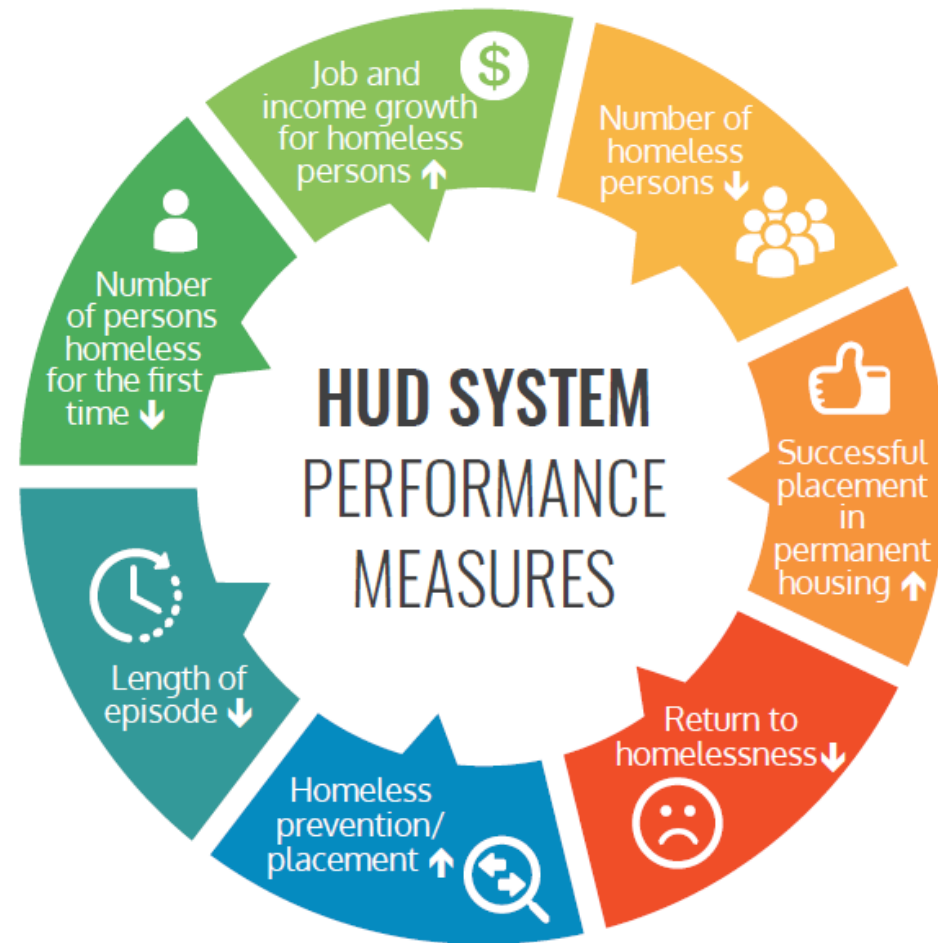 HUD SYSTEM
PERFORMANCE
MEASURES
$
Job and
income growth
for homeless
persons ↑
Number of
homeless
persons ↓
Successful
placement
in
permanent
housing ↑
Return to
homelessness ↓
Homeless
prevention/
placement ↑
Length of
episode ↓
Number
of persons
homeless
for the first
time ↓